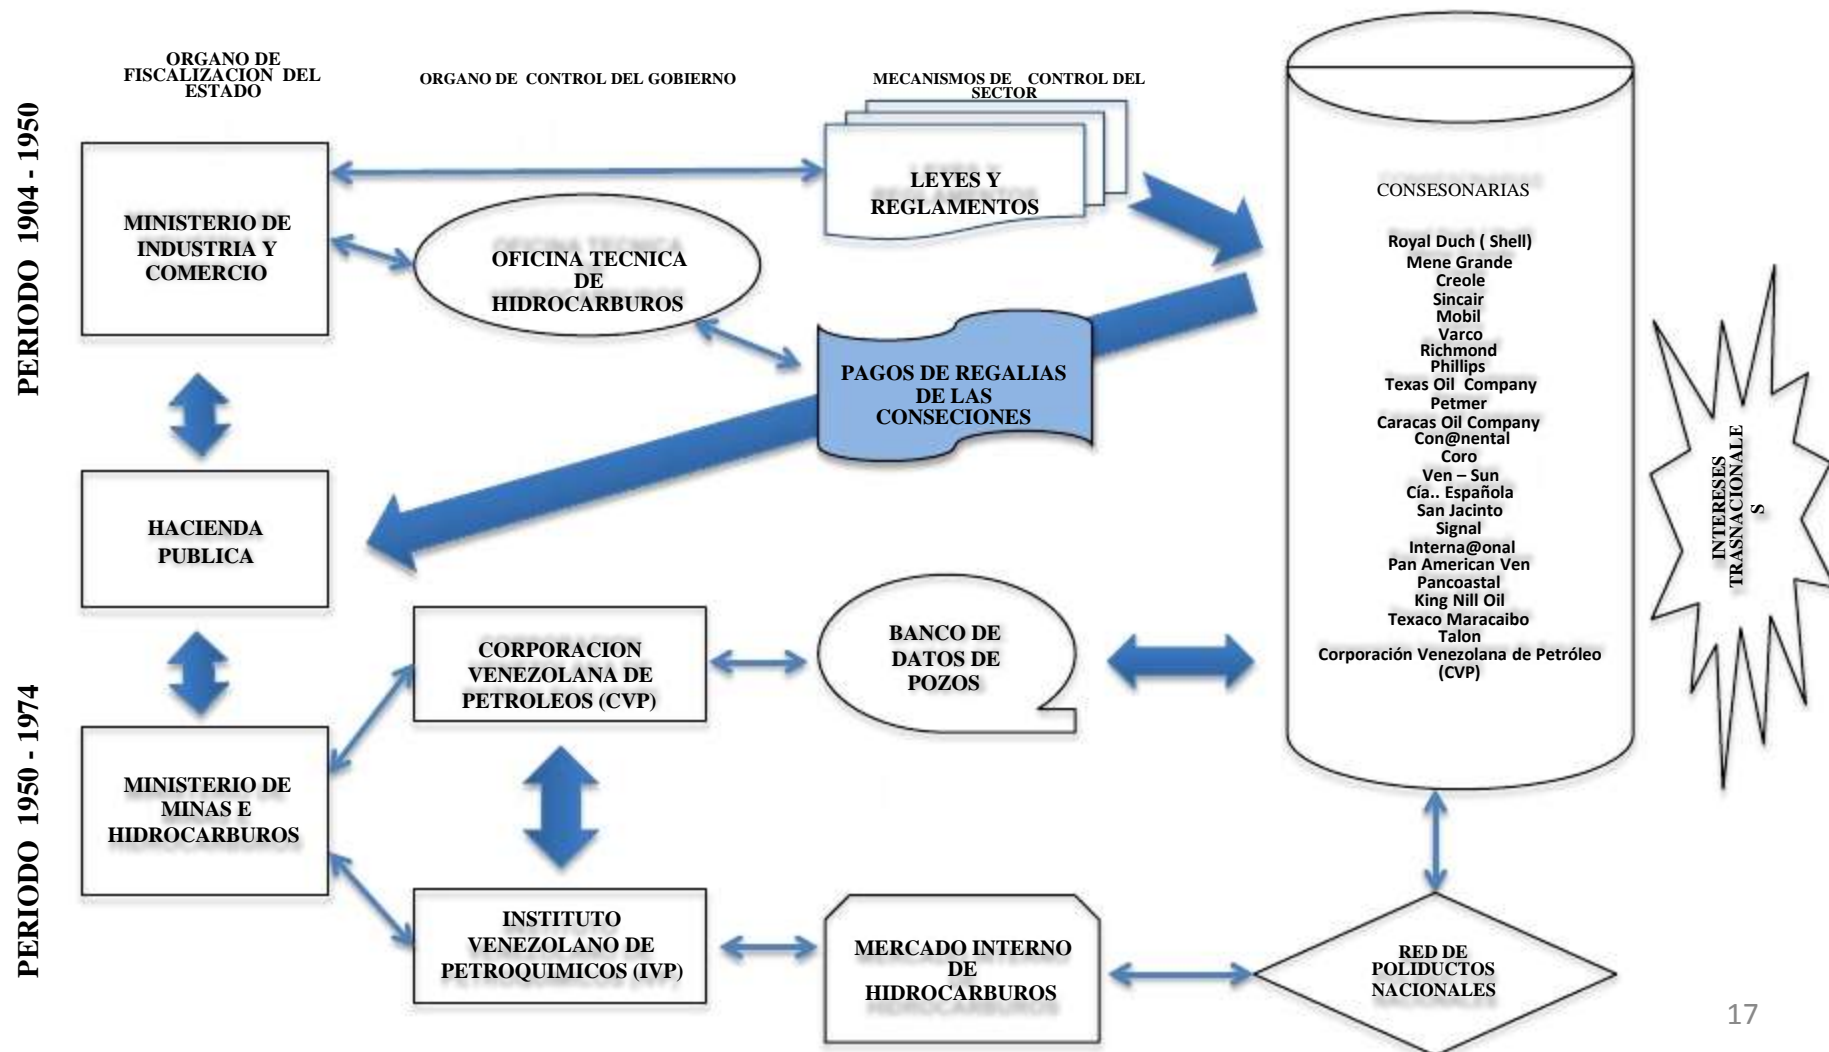 ORGANO DE
FISCALIZACION DEL
ESTADO
ORGANO DE CONTROL DEL GOBIERNO
MECANISMOS DE CONTROL DEL
SECTOR
PERIODO 1904 - 1950
MINISTERIO DE
INDUSTRIA Y
COMERCIO
OFICINA TECNICA
DE
HIDROCARBUROS
LEYES Y
REGLAMENTOS
PAGOS DE REGALIAS
DE LAS
CONSECIONES
HACIENDA
PUBLICA
CONSESONARIAS
Royal Duch ( Shell)
Mene Grande
Creole
Sincair
Mobil
Varco
Richmond
Phillips
Texas Oil Company
Petmer
Caracas Oil Company
Con@nental
Coro
Ven – Sun
Cía.. Española
San Jacinto
Signal
Interna@onal
Pan American Ven
Pancoastal
King Nill Oil
Texaco Maracaibo
Talon
Corporación Venezolana de Petróleo
(CVP)
INTERESES
TRASNACIONALE
S
PERIODO 1950 - 1974
MINISTERIO DE
MINAS E
HIDROCARBUROS
CORPORACION
VENEZOLANA DE
PETROLEOS (CVP)
BANCO DE
DATOS DE
POZOS
INSTITUTO
VENEZOLANO DE
PETROQUIMICOS (IVP)
MERCADO INTERNO
DE
HIDROCARBUROS
RED DE
POLIDUCTOS
NACIONALES
17